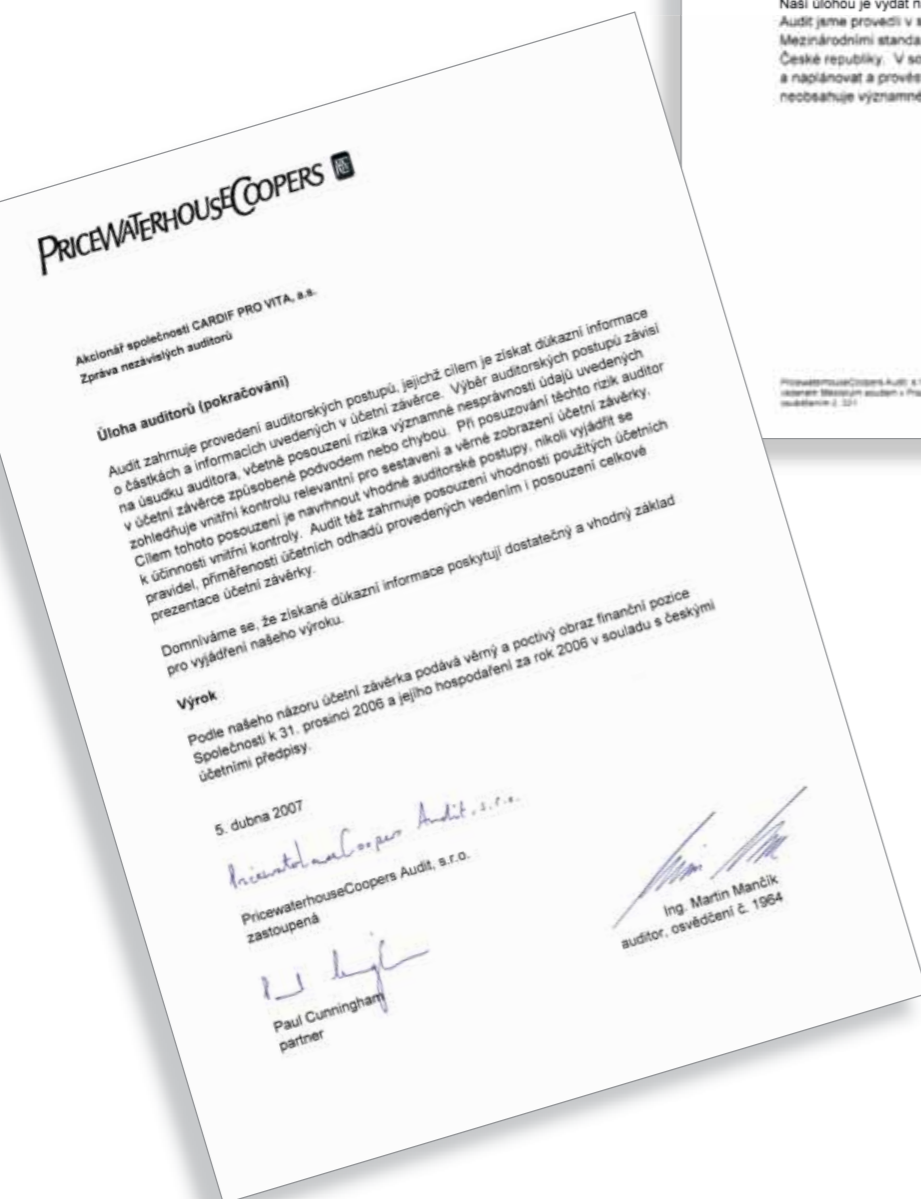 Naší úlohou je vydat n
Audit jsme provedli v s
Mezinárodními standa
České republiky. V so
a naplánovat a prověs
neobsahuje významné
PRICEWATERHOUSECOOPERS
Akcionář společnosti CARDIF PRO VITA, a.s.
Zpráva nezávislých auditorů
Úloha auditorů (pokračování)
Audit zahrnuje provedení auditorských postupů, jejichž cílem je získat důkazní informace
o částkách a informacích uvedených v účetní závěrce. Výběr auditorských postupů závisí
na úsudku auditora, včetně posouzení rizika významné nesprávnosti údajů uvedených
v účetní závěrce způsobené podvodem nebo chybou. Při posuzování těchto rizik auditor
zohledňuje vnitřní kontrolu relevantní pro sestavení a věrné zobrazení účetní závěrky.
Cílem tohoto posouzení je navrhnout vhodné auditorské postupy, nikoli vyjádřit se
k účinnosti vnitřní kontroly. Audit též zahrnuje posouzení vhodnosti použitých účetních
pravidel, přiměřenosti účetních odhadů provedených vedením i posouzení celkové
prezentace účetní závěrky.
Domníváme se, že získané důkazní informace poskytují dostatečný a vhodný základ
pro vyjádření našeho výroku.
Výrok
Podle našeho názoru účetní závěrka podává věrný a poctivý obraz finanční pozice
Společnosti k 31. prosinci 2006 a jejího hospodaření za rok 2006 v souladu s českými
účetními předpisy.
5. dubna 2007
PricewaterhouseCoopers Audit, s.r.o.
PricewaterhouseCoopers Audit, s.r.o.
zastoupená
Paul Cunningham
partner
Ing. Martin Mančík
auditor, osvědčení č. 1964